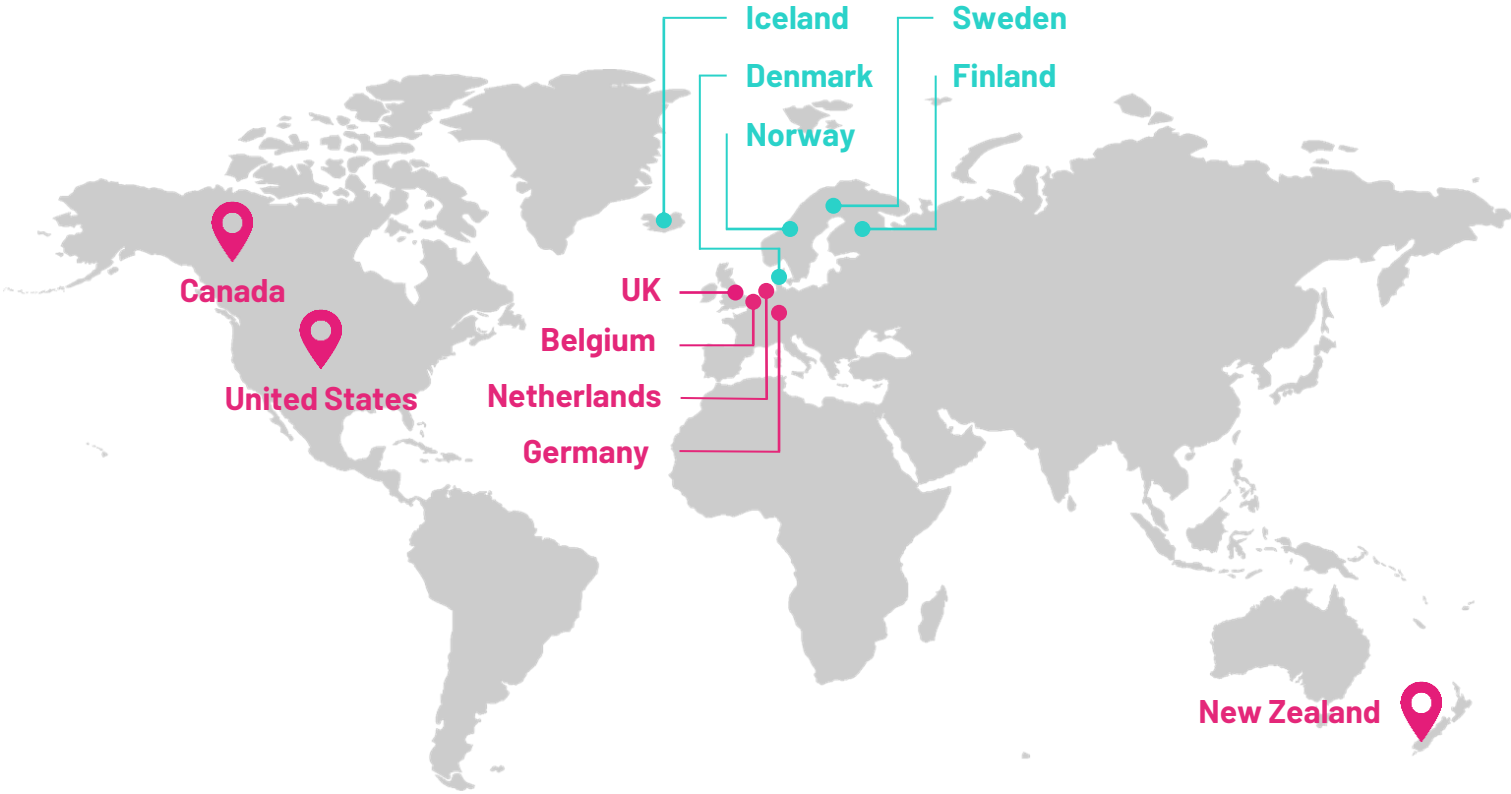 Iceland
Sweden
Denmark
Finland
Norway
Canada
UK
Belgium
United States
Netherlands
Germany
New Zealand